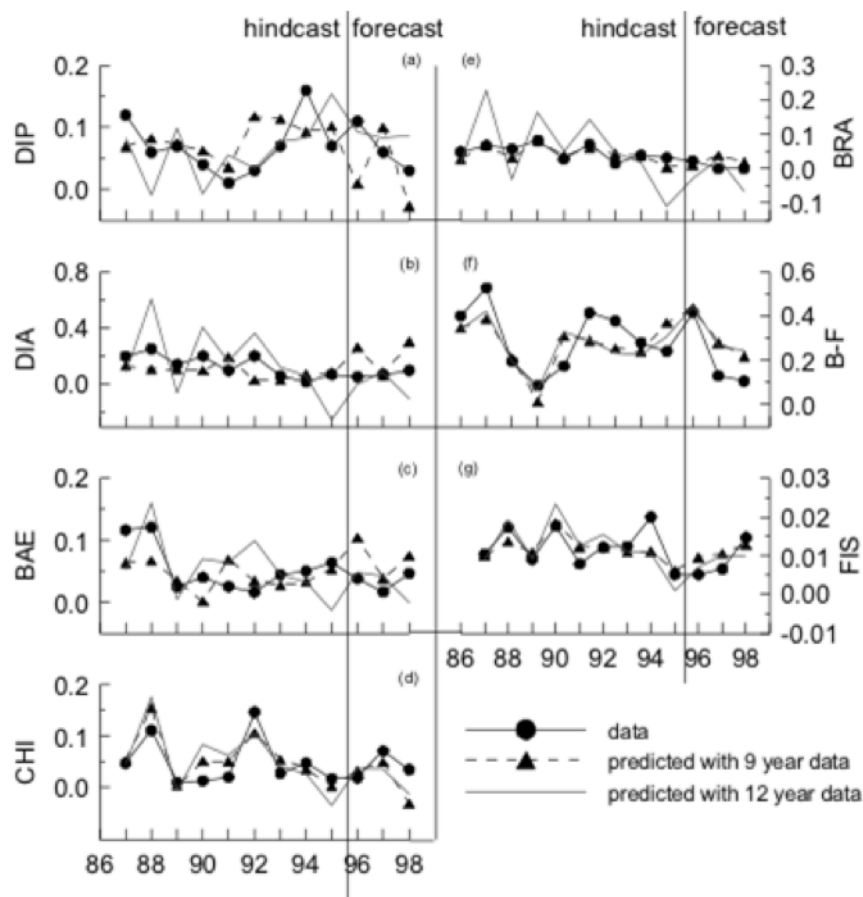 hindcast forecast hindcast forecast
(a) (e)
0.2
0.1
0.0
DIP
0.3
0.2
0.1
0.0
-0.1
BRA
(b) (f)
0.8
0.4
0.0
DIA
0.6
0.4
0.2
0.0
B-F
(c) (g)
0.2
0.1
0.0
BAE
0.03
0.02
0.01
0.00
-0.01
FIS
86 88 90 92 94 96 98
(d)
0.2
0.1
0.0
CHI
86 88 90 92 94 96 98
data
predicted with 9 year data
predicted with 12 year data